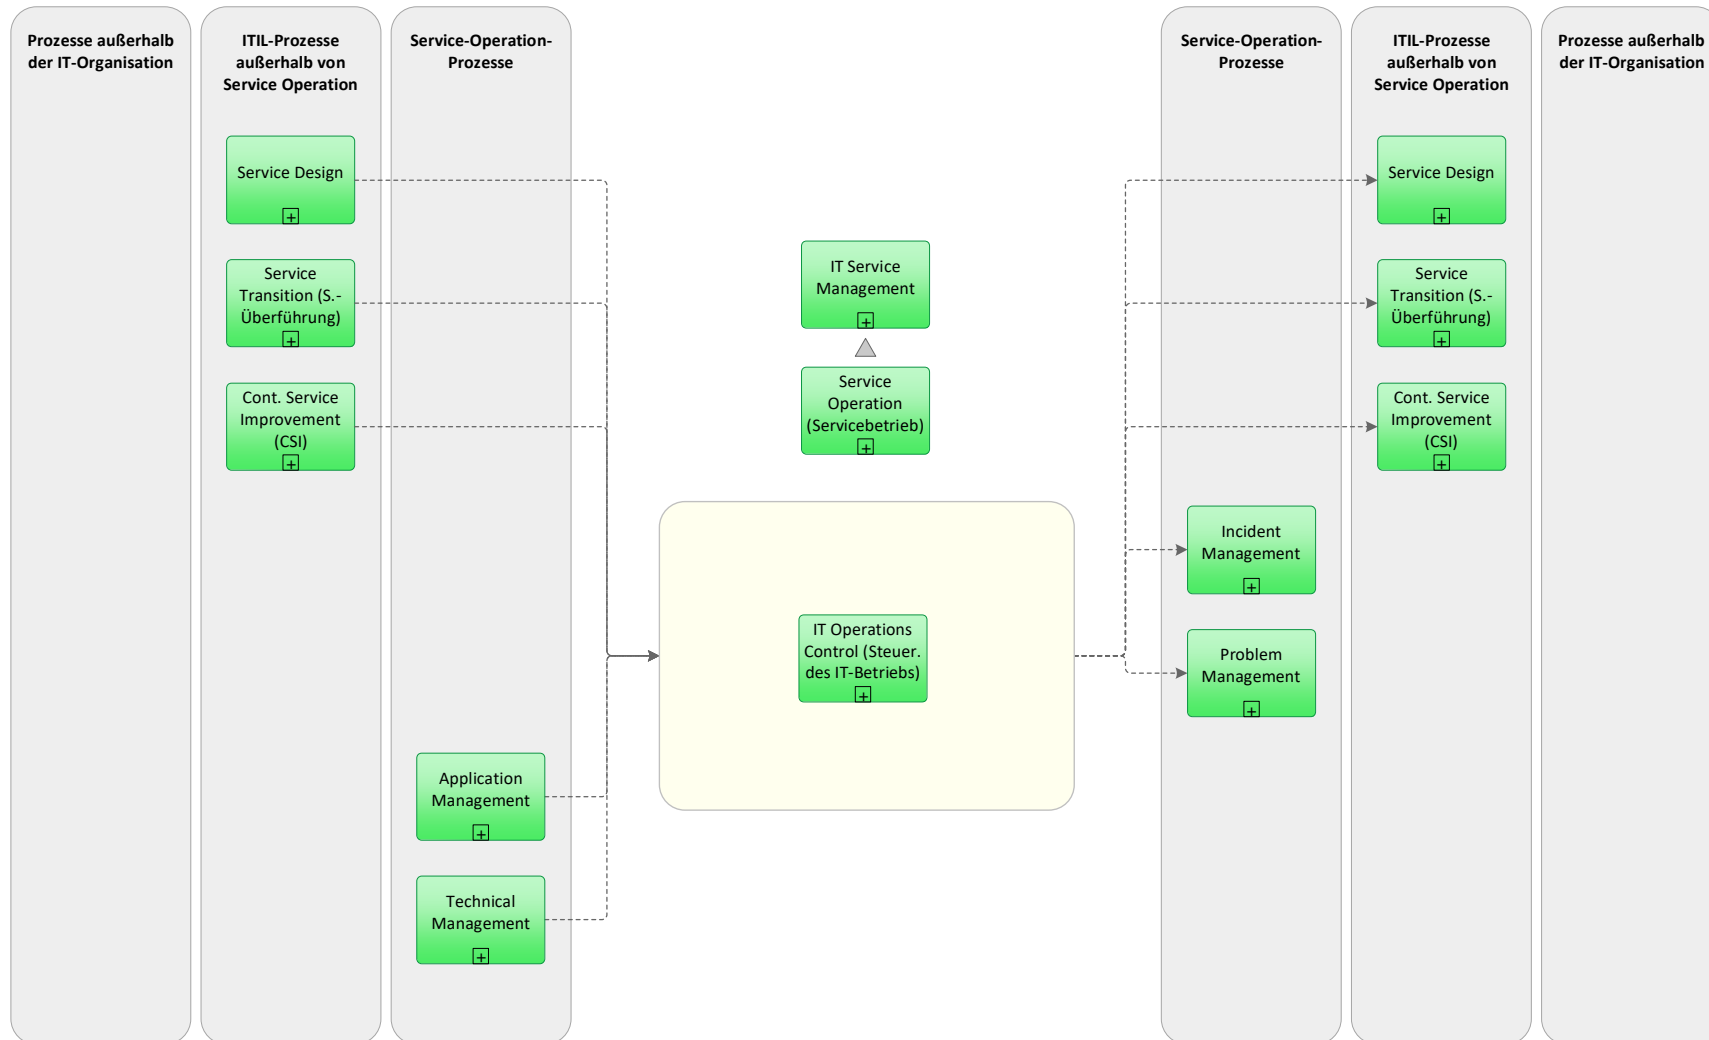 Prozesse außerhalb
der IT-Organisation
ITIL-Prozesse
außerhalb von
Service Operation
Service-Operation-
Prozesse
Service-Operation-
Prozesse
ITIL-Prozesse
außerhalb von
Service Operation
Prozesse außerhalb
der IT-Organisation
Service Design
Service
Transition (S.-
Überführung)
Cont. Service
Improvement
(CSI)
Application
Management
Technical
Management
IT Service
Management
Service
Operation
(Servicebetrieb)
IT Operations
Control (Steuer.
des IT-Betriebs)
Incident
Management
Problem
Management
Service Design
Service
Transition (S.-
Überführung)
Cont. Service
Improvement
(CSI)